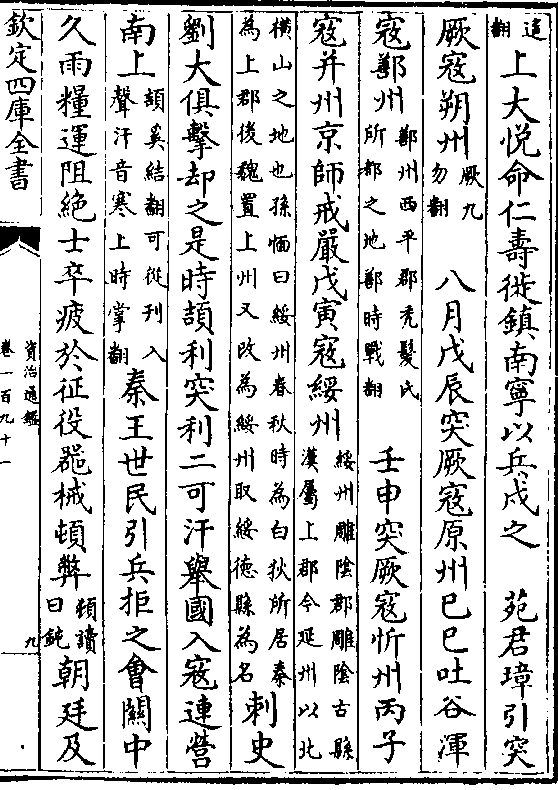 遥翻上大悦命仁壽徙鎮南寧以兵戍之　苑君璋引突
厥寇朔州厥九勿翻　八月戊辰突厥寇原州己巳吐谷渾
寇鄯州鄯州西平郡秃髮氏所都之地鄯時戰翻　壬申突厥寇忻州丙子
寇并州京師戒嚴戊寅寇綏州綏州雕陰郡雕陰古縣漢屬上郡今延州以北
橫山之地也孫愐曰綏州春秋時為白狄所居秦為上郡後魏置上州又改為綏州取綏德縣為名刺史
劉大俱擊却之是時頡利突利二可汗舉國入寇連營
南上頡奚結翻可從刋入聲汗音寒上時掌翻秦王世民引兵拒之會關中
久雨糧運阻絶士卒疲於征役器械頓弊頓讀曰鈍朝廷及
欽定四庫全書
資治通鑑
卷一百九十一
九